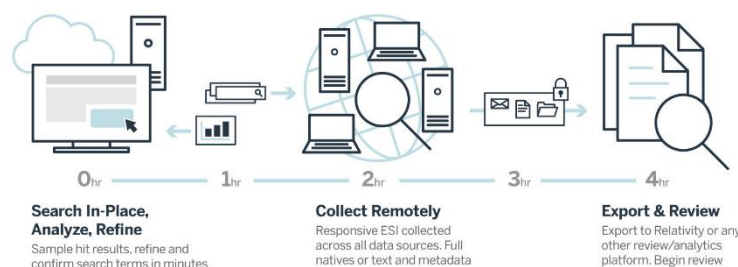 0hr 1hr 2hr 3hr 4hr
Search In-Place,
Analyze, Refine
Sample hit results, refine and
confirm search terms in minutes
Collect Remotely
Responsive ESI collected
across all data sources. Full
natives or text and metadata
Export & Review
Export to Relativity or any
other review/analytics
platform. Begin review